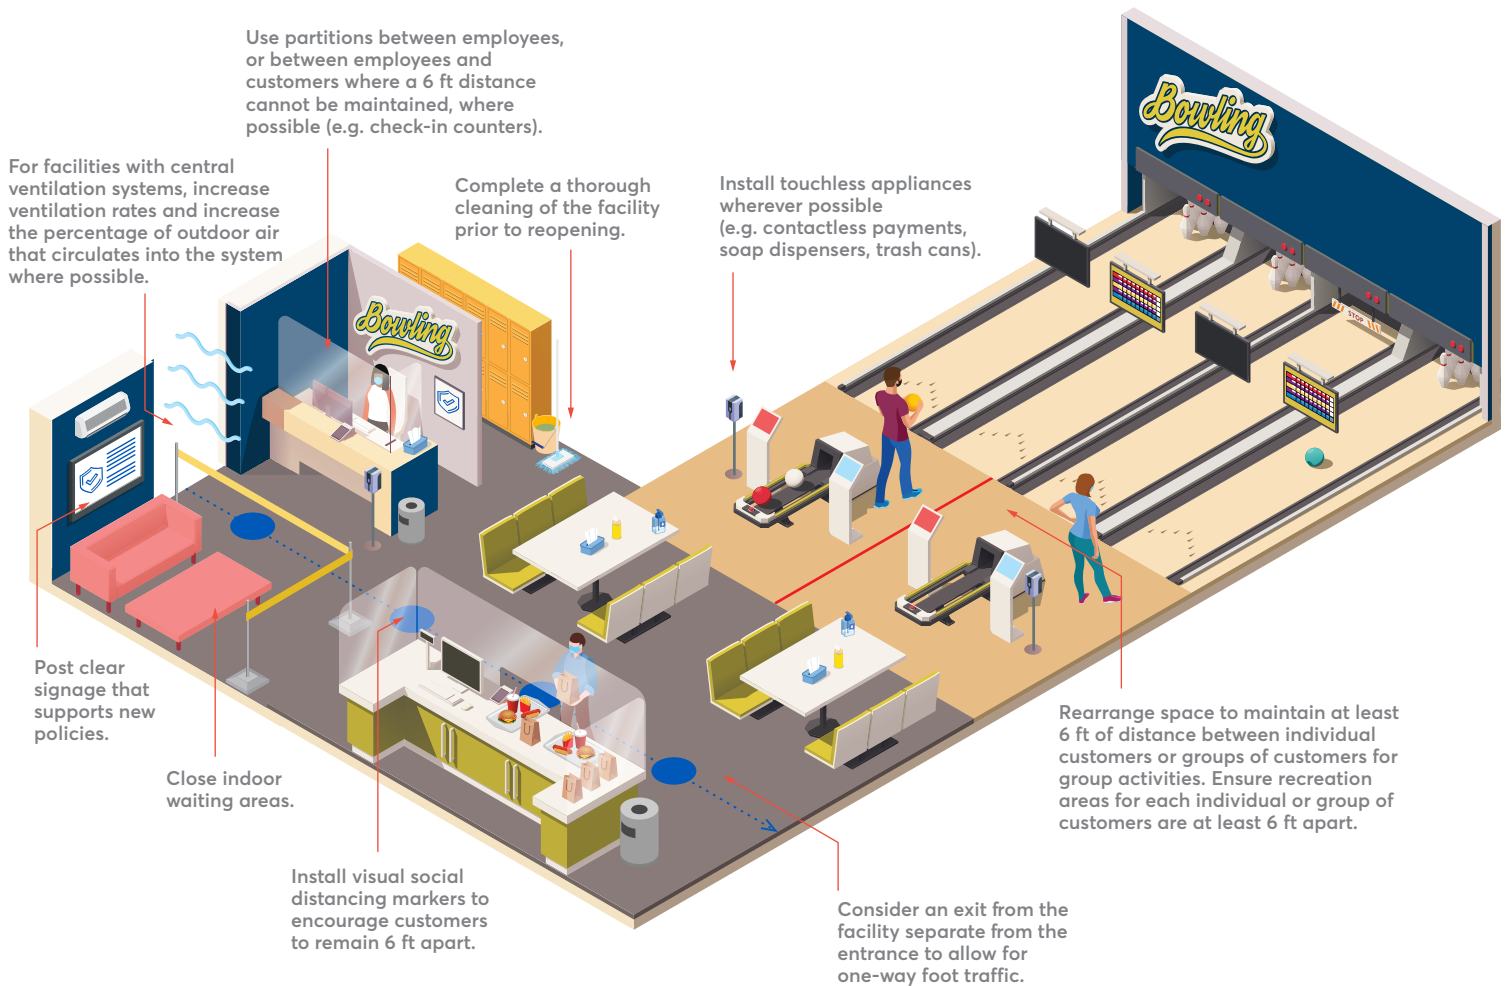 Use partitions between employees,
or between employees and
customers where a 6 ft distance
cannot be maintained, where
possible (e.g. check-in counters).
For facilities with central
ventilation systems, increase
ventilation rates and increase
the percentage of outdoor air
that circulates into the system
where possible.
Complete a thorough
cleaning of the facility
prior to reopening.
Install touchless appliances
wherever possible
(e.g. contactless payments,
soap dispensers, trash cans).
Bowling
Bowling
STOP
Post clear
signage that
supports new
policies.
Close indoor
waiting areas.
Install visual social
distancing markers to
encourage customers
to remain 6 ft apart.
Consider an exit from the
facility separate from the
entrance to allow for
one-way foot traffic.
Rearrange space to maintain at least
6 ft of distance between individual
customers or groups of customers for
group activities. Ensure recreation
areas for each individual or group of
customers are at least 6 ft apart.